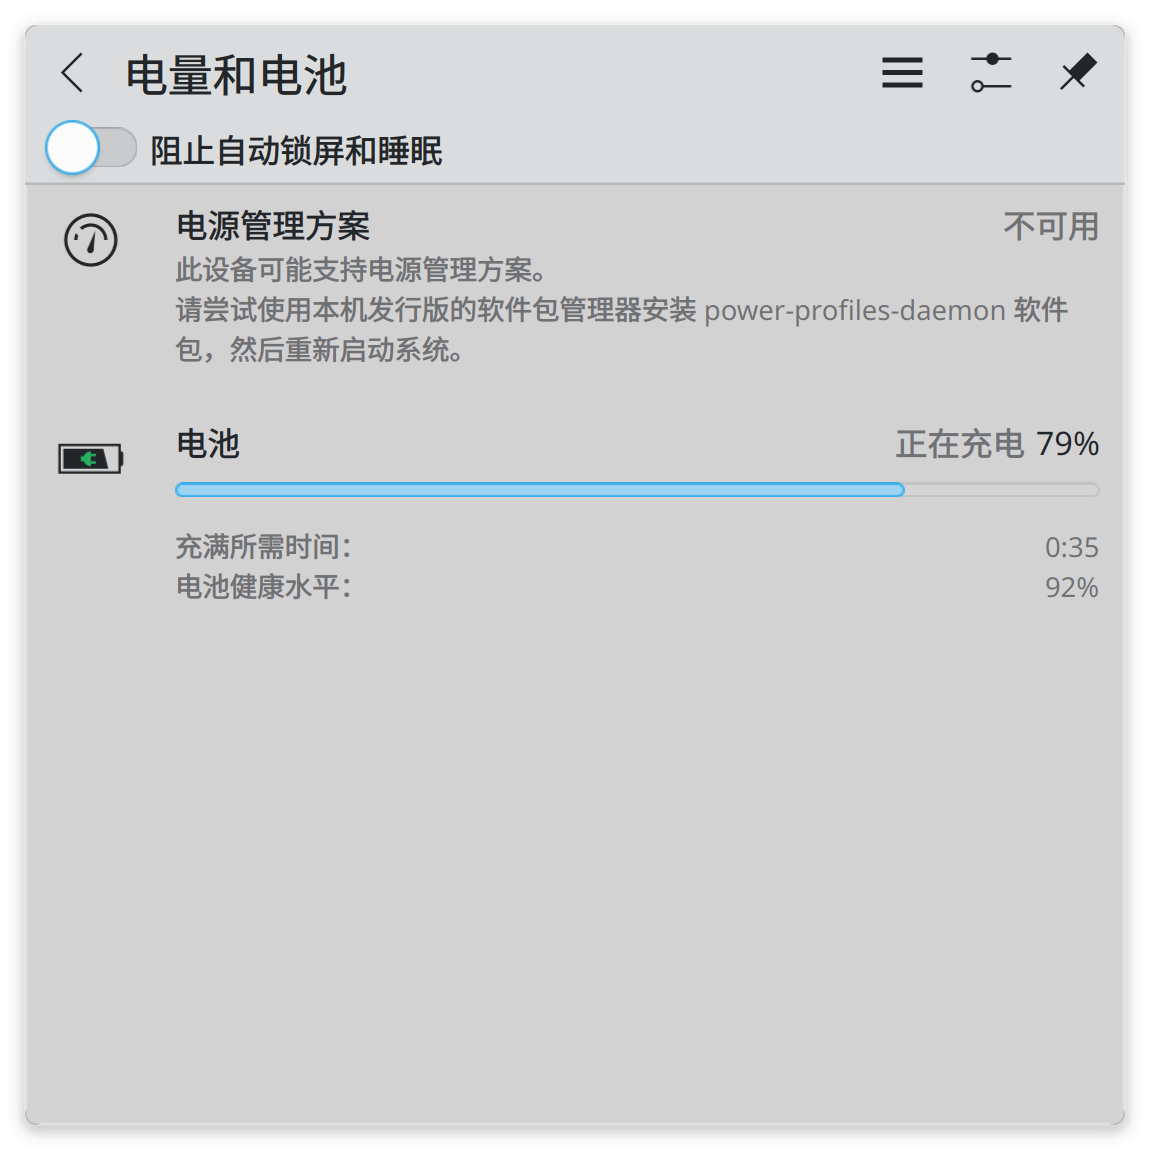 电量和电池
阻止自动锁屏和睡眠
电源管理方案 不可用
此设备可能支持电源管理方案。
请尝试使用本机发行版的软件包管理器安装 power-profiles-daemon 软件
包，然后重新启动系统。
电池 正在充电 79%
充满所需时间： 0:35
电池健康水平： 92%